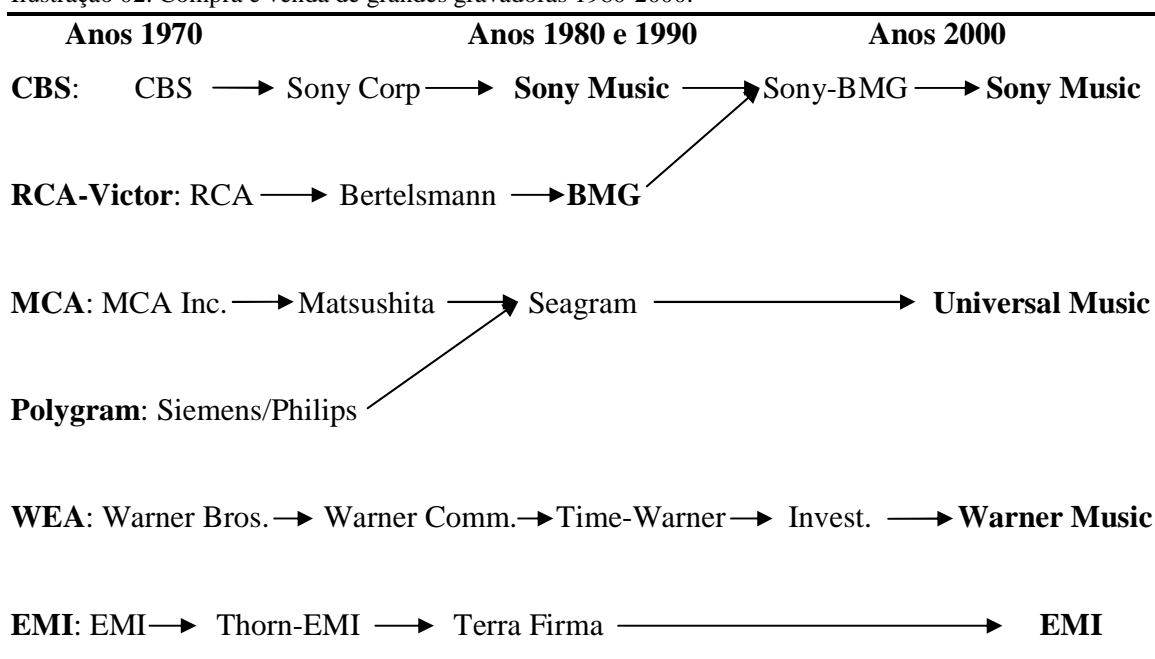 Ilustração 02: Compra e venda de grandes gravadoras 1980-2000.
Anos 1970 Anos 1980 e 1990 Anos 2000
CBS: CBS → Sony Corp → Sony Music → Sony-BMG → Sony Music
RCA-Victor: RCA → Bertelsmann → BMG
MCA: MCA Inc. → Matsushita → Seagram → Universal Music
Polygram: Siemens/Philips
WEA: Warner Bros. → Warner Comm. → Time-Warner → Invest. → Warner Music
EMI: EMI → Thorn-EMI → Terra Firma → EMI